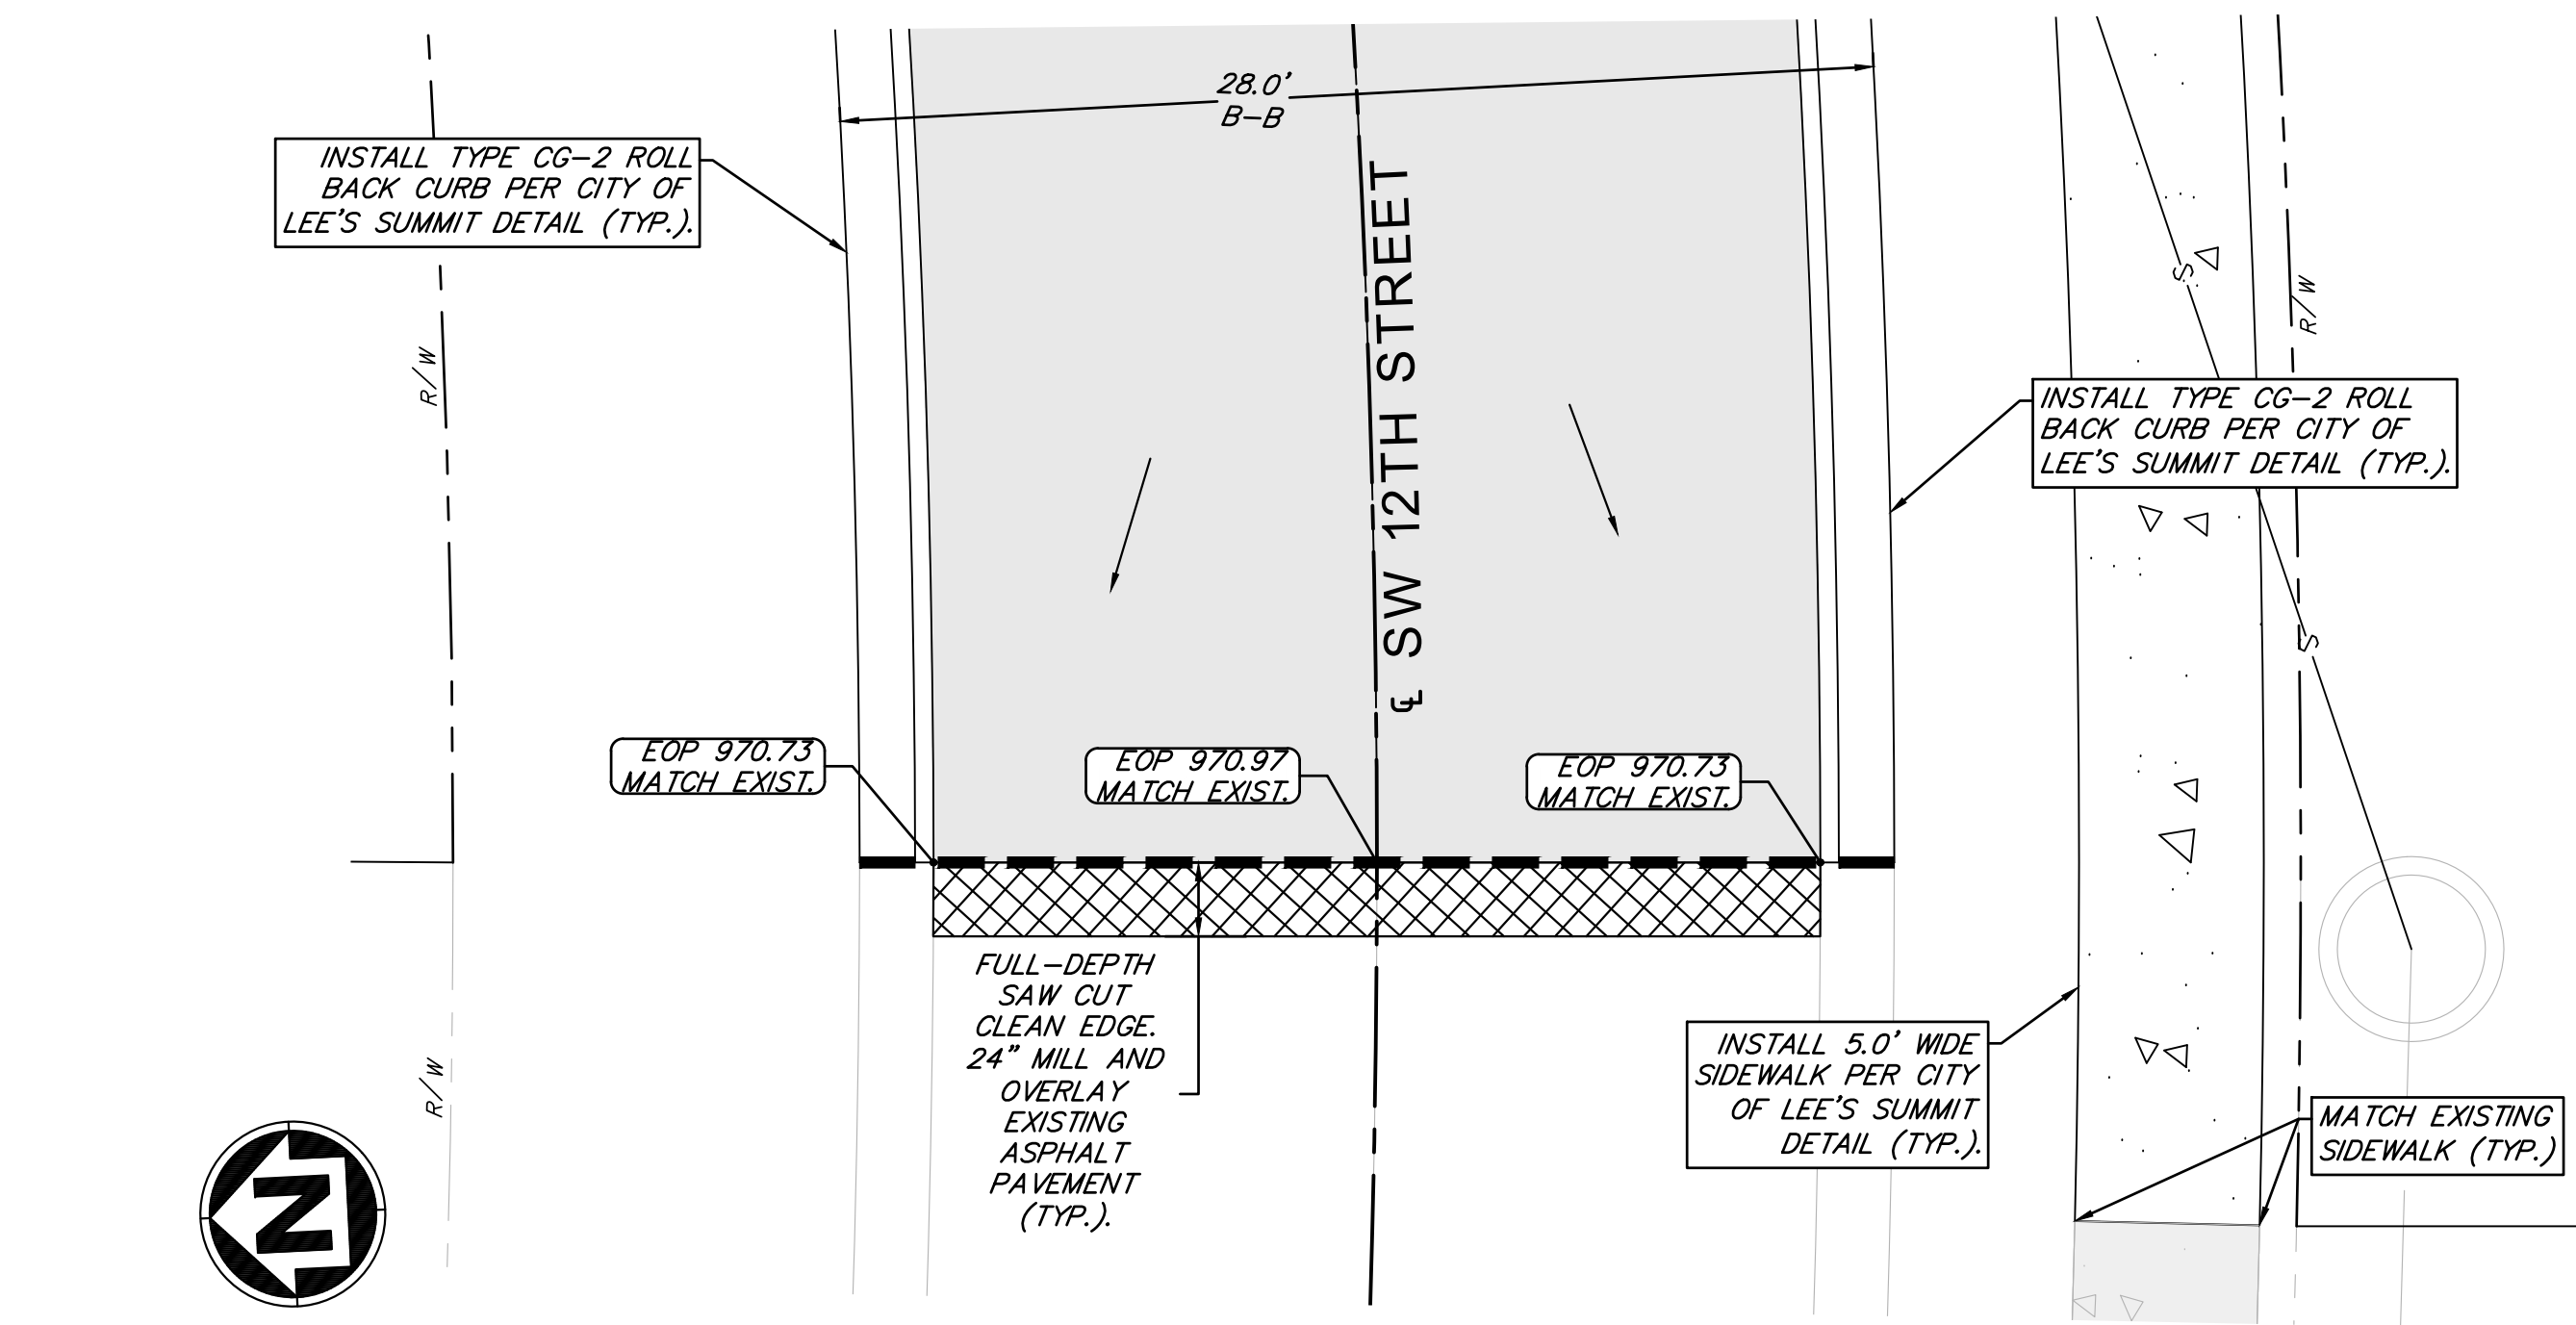 28.0'
B-B
INSTALL TYPE CG-2 ROLL
BACK CURB PER CITY OF
LEE'S SUMMIT DETAIL (TYP.).
R/W
SW 12TH STREET
℄
S
R/W
INSTALL TYPE CG-2 ROLL
BACK CURB PER CITY OF
LEE'S SUMMIT DETAIL (TYP.).
S
EOP 970.73
MATCH EXIST.
EOP 970.97
MATCH EXIST.
EOP 970.73
MATCH EXIST.
FULL-DEPTH
SAW CUT
CLEAN EDGE.
24" MILL AND
OVERLAY
EXISTING
ASPHALT
PAVEMENT
(TYP.).
R/W
N
INSTALL 5.0' WIDE
SIDEWALK PER CITY
OF LEE'S SUMMIT
DETAIL (TYP.).
MATCH EXISTING
SIDEWALK (TYP.)